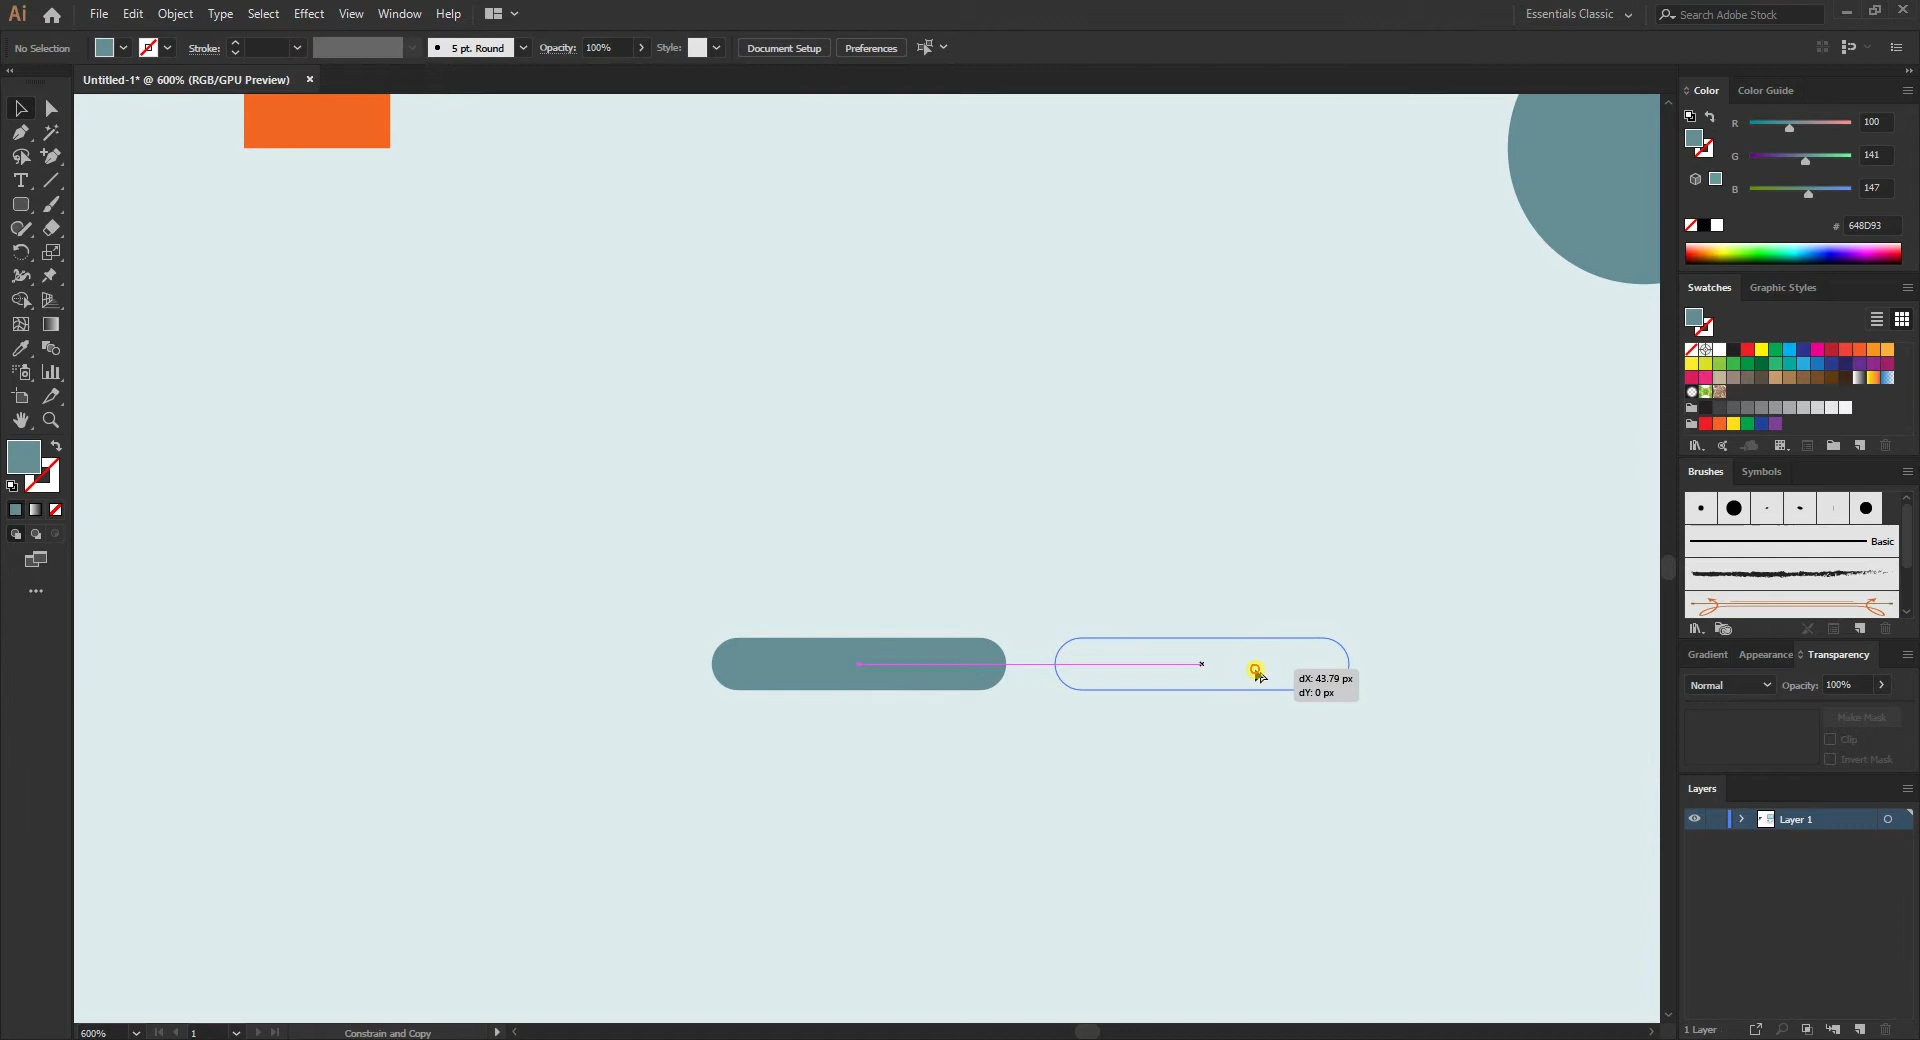 Ai File Edit Object Type Select Effect View Window Help Essentials Classic Search Adobe Stock
No Selection Stroke: 5 pt. Round Opacity: 100% Style: Document Setup Preferences
Untitled-1* @ 600% (RGB/GPU Preview)
Color Color Guide
R 100
G 141
B 147
# 648D93
Swatches Graphic Styles
Brushes Symbols
Basic
Gradient Appearance Transparency
Normal Opacity: 100%
Make Mask
Clip
Invert Mask
dX: 43.79 px
dY: 0 px
Layers
Layer 1
600% 1 Constrain and Copy
1 Layer